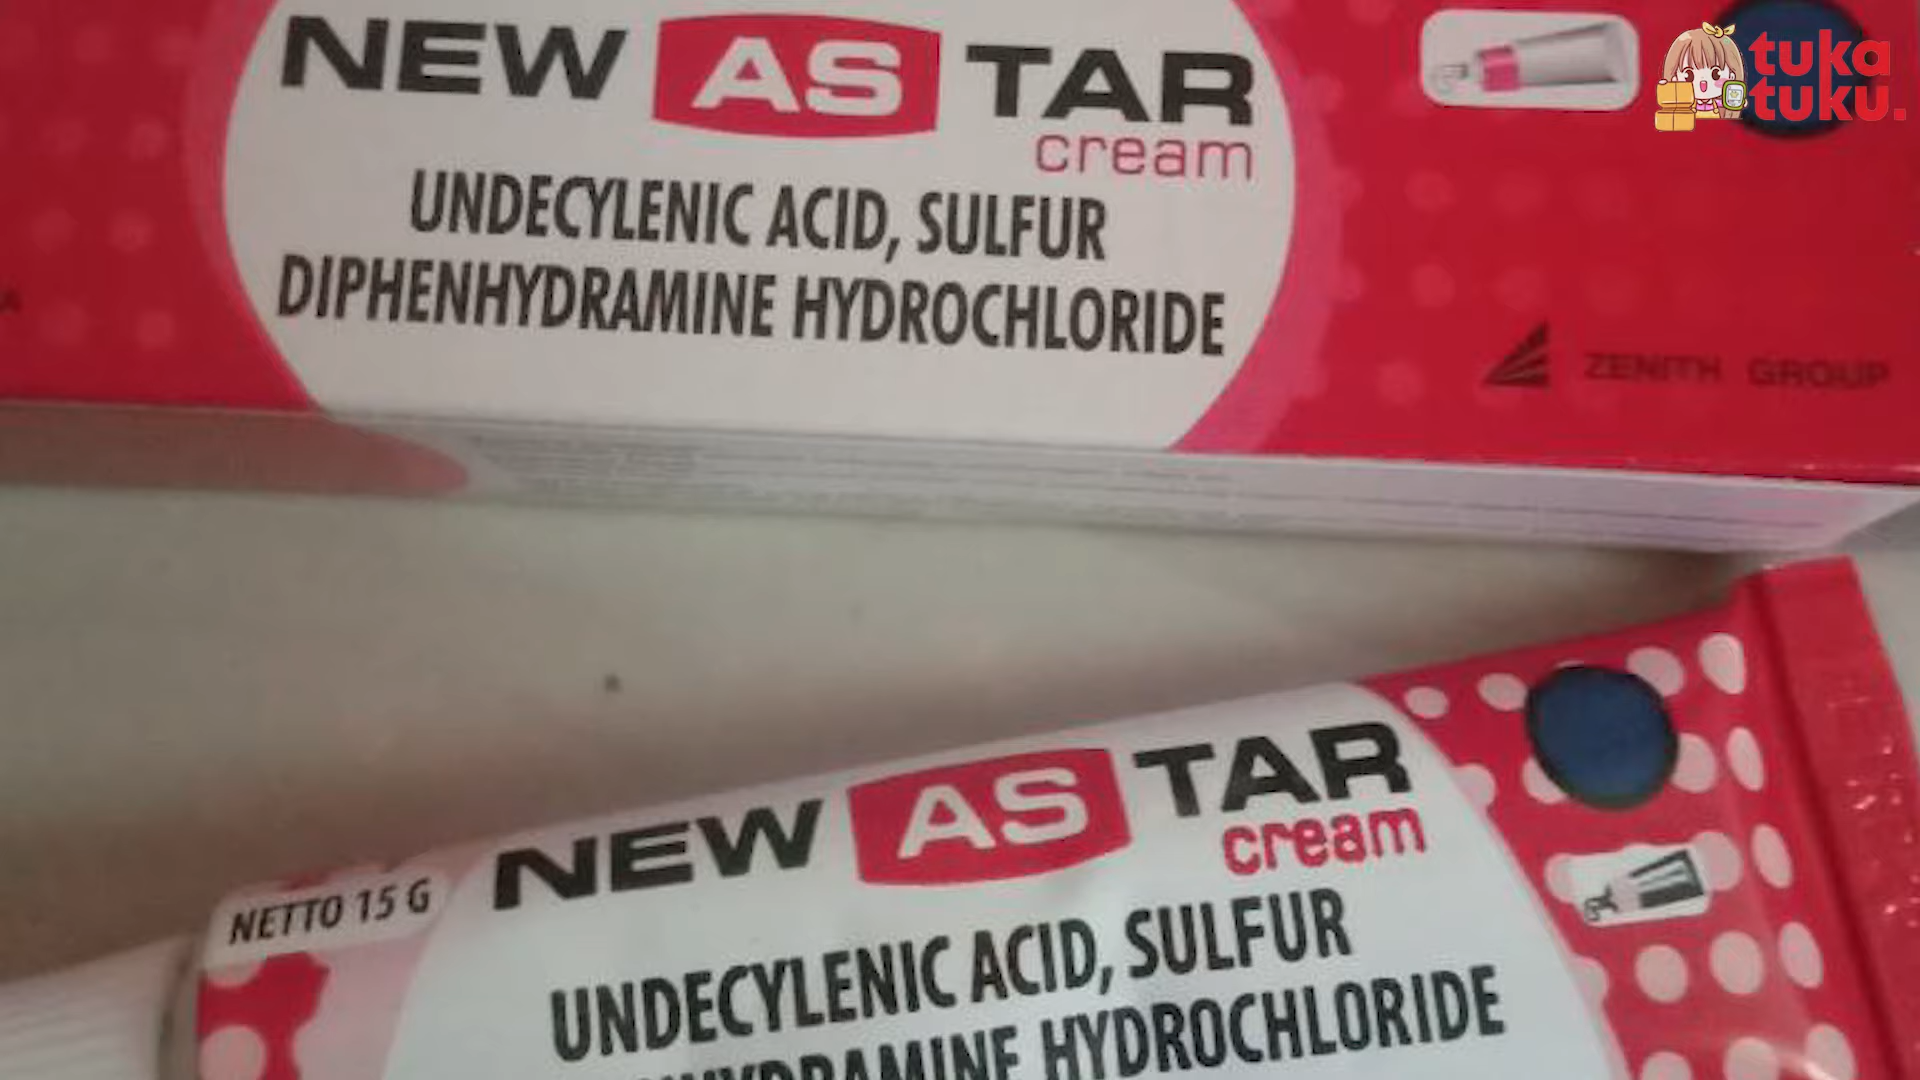 NEW AS TAR
cream
UNDECYLENIC ACID, SULFUR
DIPHENHYDRAMINE HYDROCHLORIDE
ZENITH GROUP
tuka
tuku.
NETTO 15 G
NEW AS TAR
cream
UNDECYLENIC ACID, SULFUR
HYDROCHLORIDE